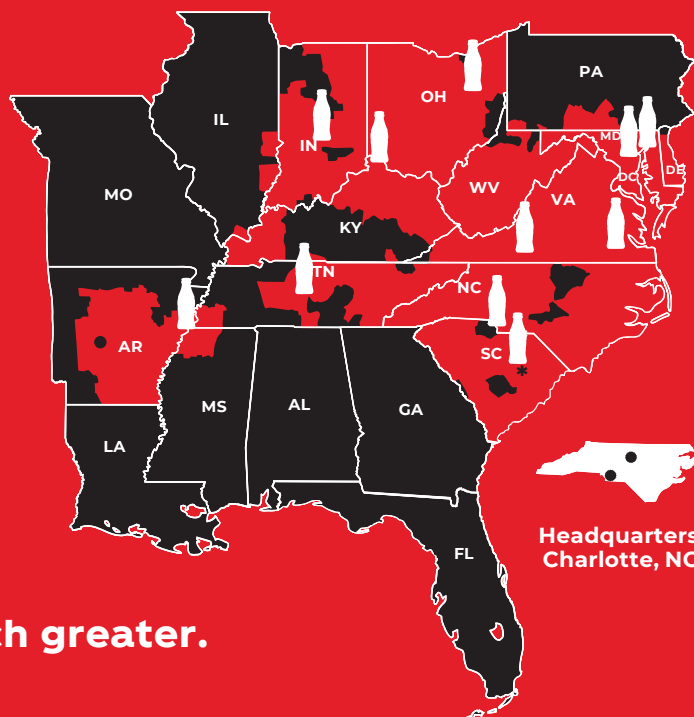 PA
OH
IL
IN
MD
DC
DE
MO
WV
VA
KY
TN
NC
AR
SC
*
MS
AL
GA
LA
FL
Headquarters
Charlotte, NC
ch greater.